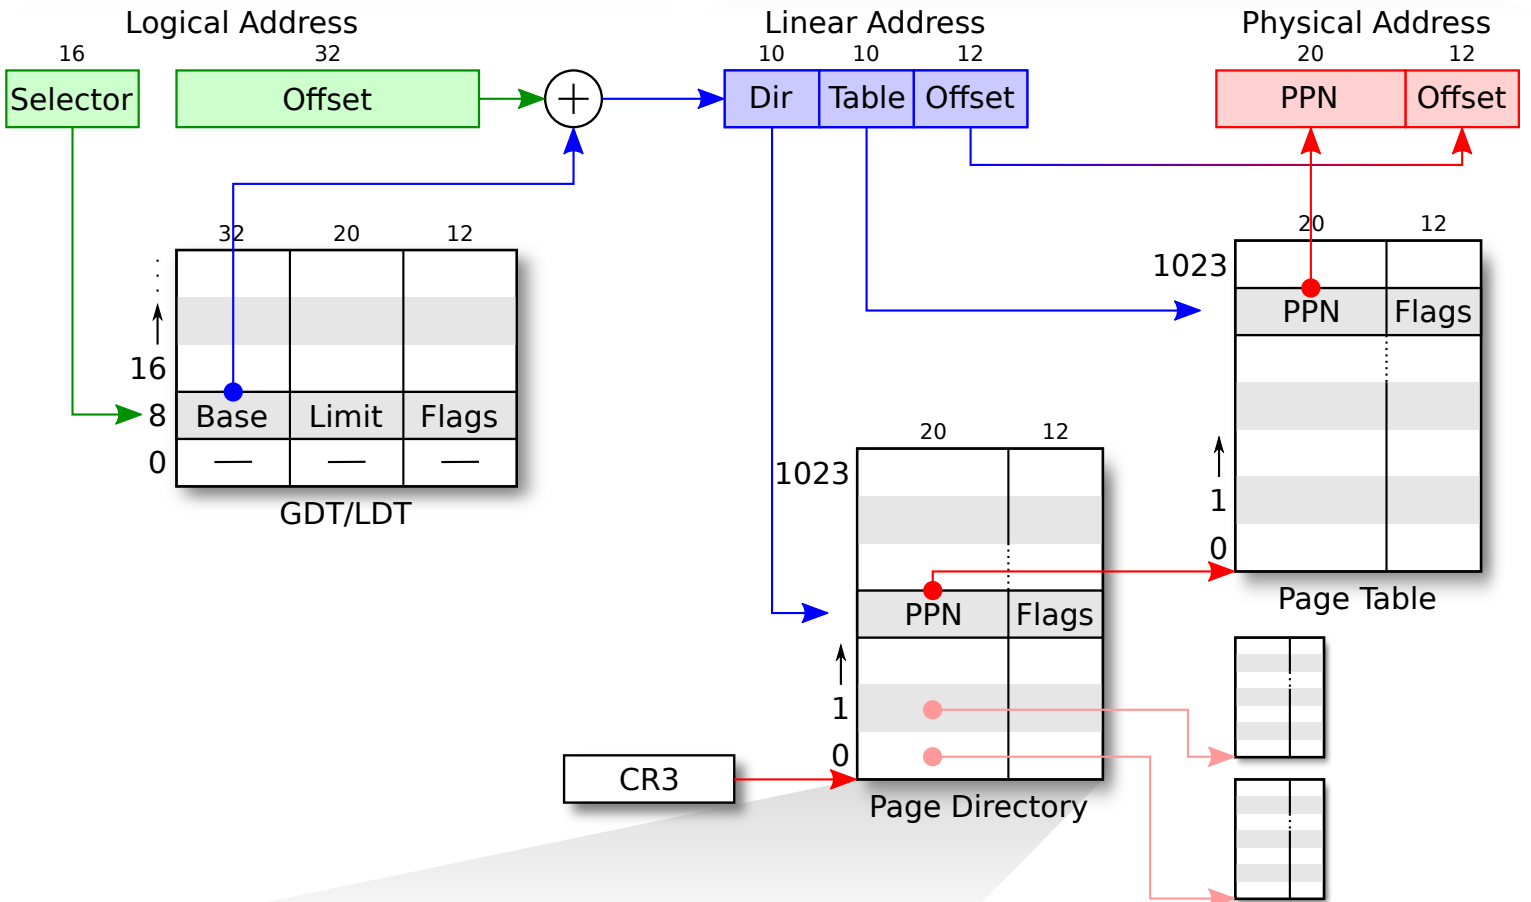 Logical Address
Linear Address
Physical Address
16
32
10
10
12
20
12
Selector
Offset
+
Dir
Table
Offset
PPN
Offset
32
20
12
20
12
1023
PPN
Flags
16
8
Base
Limit
Flags
0
GDT/LDT
20
12
1023
1
0
PPN
Flags
Page Table
1
0
CR3
Page Directory